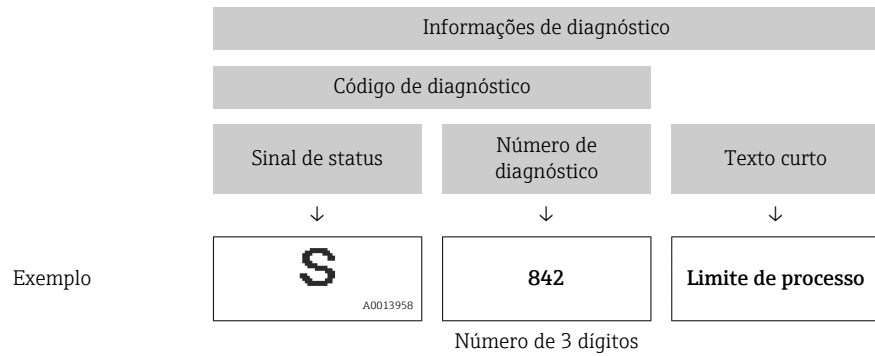 Informações de diagnóstico
Código de diagnóstico
Sinal de status
Número de
diagnóstico
Texto curto
↓ ↓ ↓
Exemplo
S
A0013958
842
Limite de processo
Número de 3 dígitos